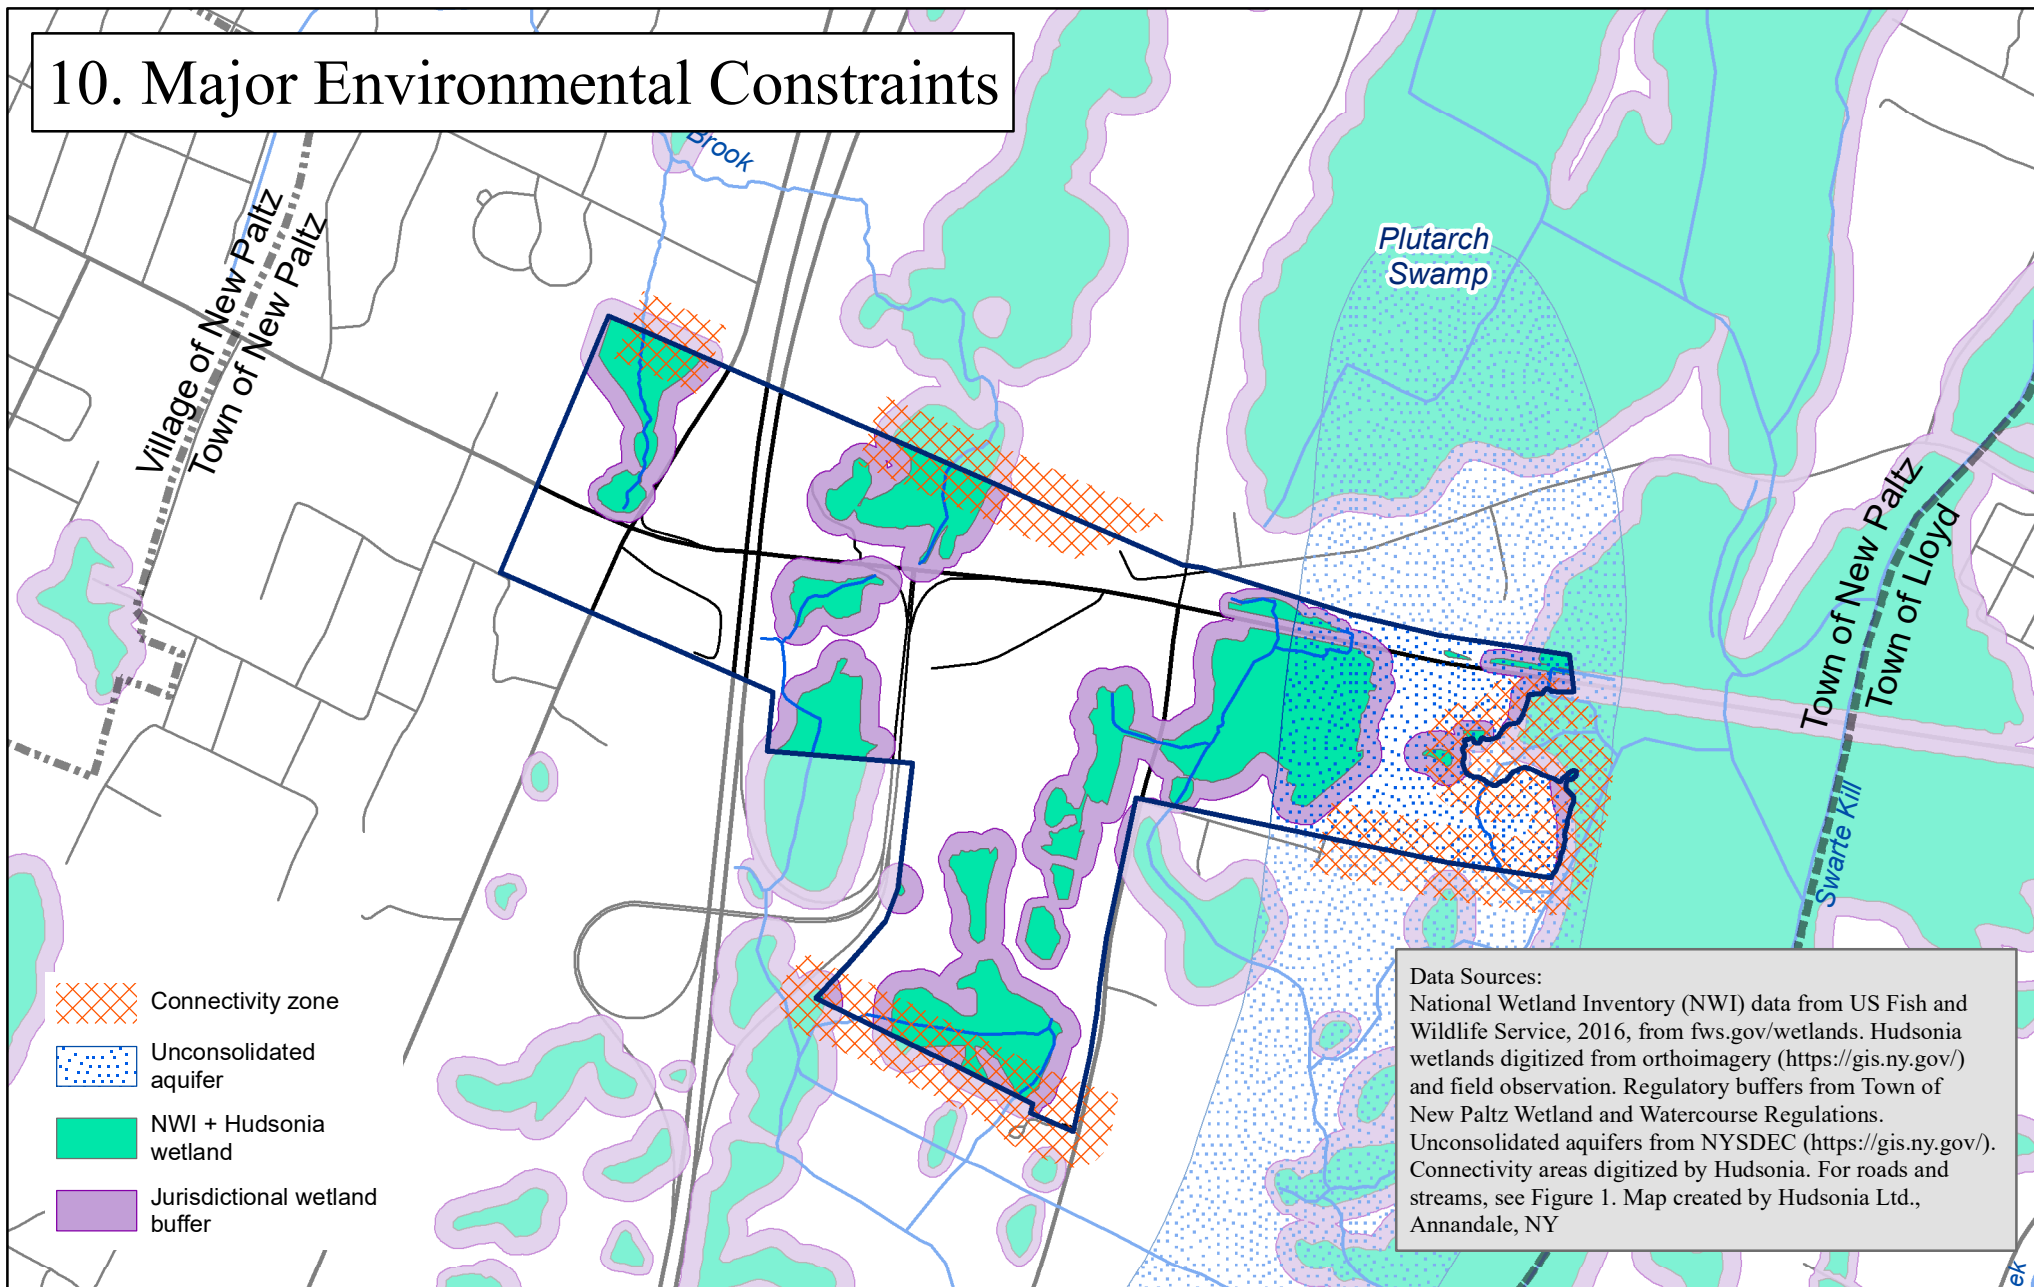 10. Major Environmental Constraints
Brook
Village of New Paltz
Town of New Paltz
Plutarch
Swamp
Town of New Paltz
Town of Lloyd
Swarte Kill
Connectivity zone
Unconsolidated
aquifer
NWI + Hudsonia
wetland
Jurisdictional wetland
buffer
Data Sources:
National Wetland Inventory (NWI) data from US Fish and
Wildlife Service, 2016, from fws.gov/wetlands. Hudsonia
wetlands digitized from orthoimagery (https://gis.ny.gov/)
and field observation. Regulatory buffers from Town of
New Paltz Wetland and Watercourse Regulations.
Unconsolidated aquifers from NYSDEC (https://gis.ny.gov/).
Connectivity areas digitized by Hudsonia. For roads and
streams, see Figure 1. Map created by Hudsonia Ltd.,
Annandale, NY
ek